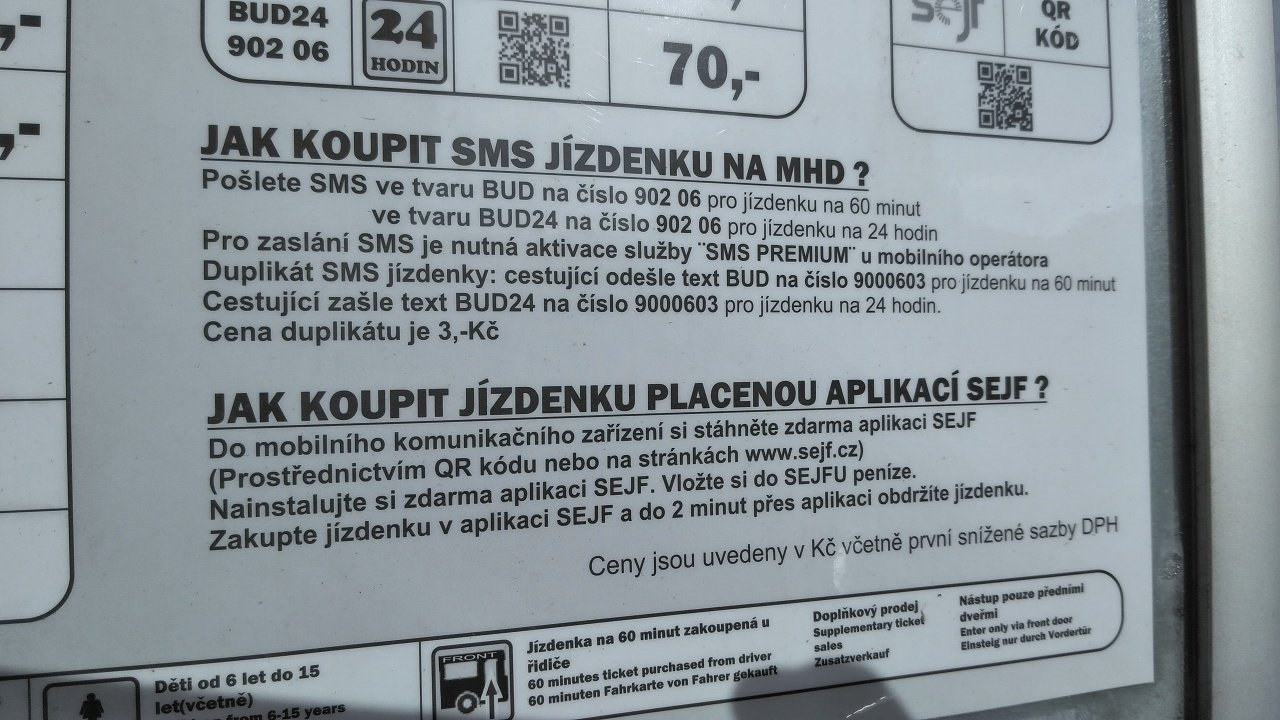 ,-
,-
BUD24
902 06
24
HODIN
70,-
sejf
QR
KÓD
JAK KOUPIT SMS JÍZDENKU NA MHD ?
Pošlete SMS ve tvaru BUD na číslo 902 06 pro jízdenku na 60 minut
ve tvaru BUD24 na číslo 902 06 pro jízdenku na 24 hodin
Pro zaslání SMS je nutná aktivace služby ¨SMS PREMIUM¨ u mobilního operátora
Duplikát SMS jízdenky: cestující odešle text BUD na číslo 9000603 pro jízdenku na 60 minut
Cestující zašle text BUD24 na číslo 9000603 pro jízdenku na 24 hodin.
Cena duplikátu je 3,-Kč
JAK KOUPIT JÍZDENKU PLACENOU APLIKACÍ SEJF ?
Do mobilního komunikačního zařízení si stáhněte zdarma aplikaci SEJF
(Prostřednictvím QR kódu nebo na stránkách www.sejf.cz)
Nainstalujte si zdarma aplikaci SEJF. Vložte si do SEJFU peníze.
Zakupte jízdenku v aplikaci SEJF a do 2 minut přes aplikaci obdržíte jízdenku.
Ceny jsou uvedeny v Kč včetně první snížené sazby DPH
Děti od 6 let do 15
let(včetně)
from 6-15 years
FRONT
Jízdenka na 60 minut zakoupená u
řidiče
60 minutes ticket purchased from driver
60 minuten Fahrkarte von Fahrer gekauft
Doplňkový prodej
Supplementary ticket
sales
Zusatzverkauf
Nástup pouze předními
dveřmi
Enter only via front door
Einsteig nur durch Vordertür